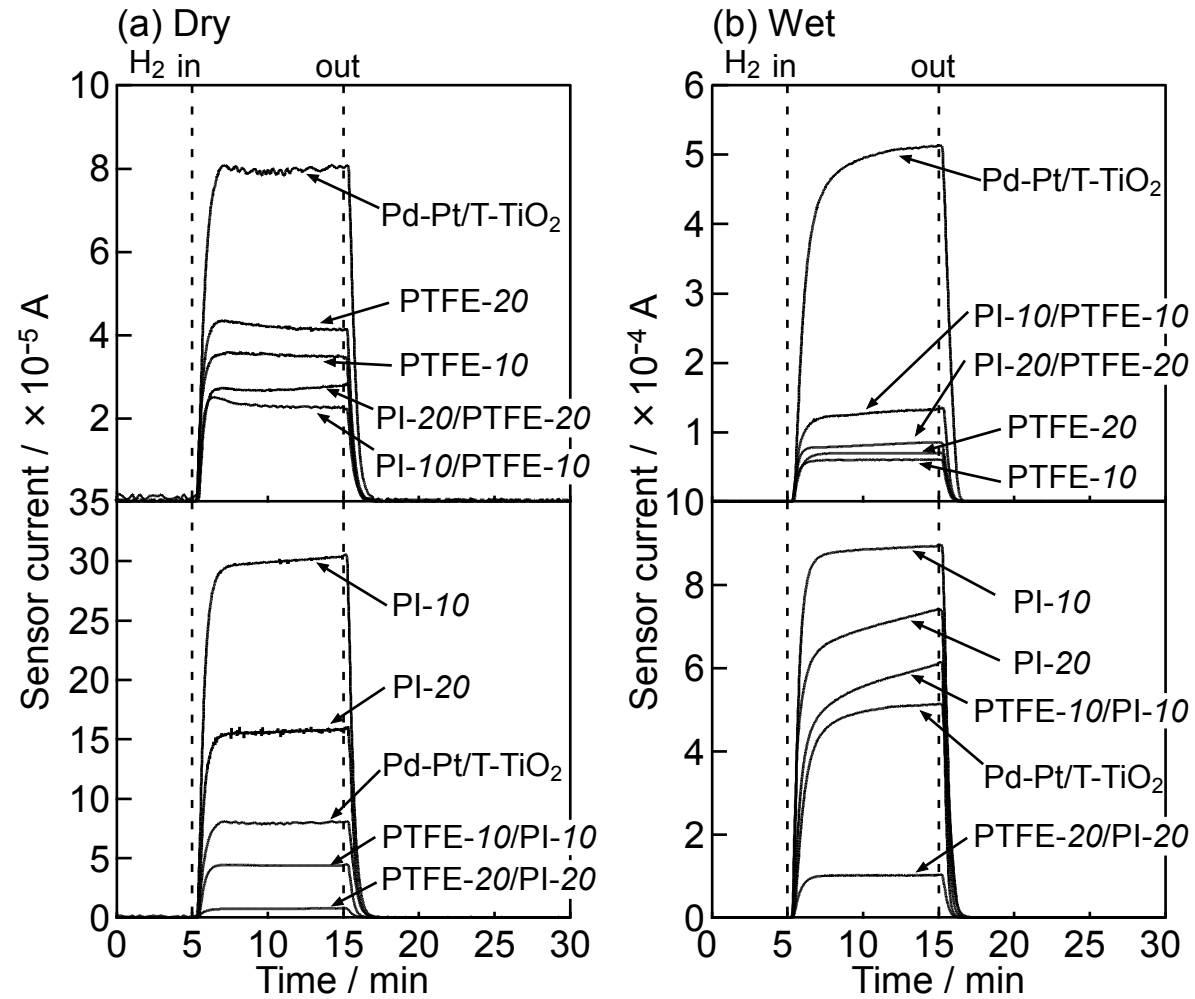 (a) Dry
H₂ in out
10
8
6
4
2
Pd-Pt/T-TiO₂
PTFE-20
PTFE-10
PI-20/PTFE-20
PI-10/PTFE-10
35
30
25
20
15
10
5
0
PI-10
PI-20
Pd-Pt/T-TiO₂
PTFE-10/PI-10
PTFE-20/PI-20
Sensor current / × 10⁻⁵ A
0 5 10 15 20 25 30
Time / min
(b) Wet
H₂ in out
6
5
4
3
2
1
Pd-Pt/T-TiO₂
PI-10/PTFE-10
PI-20/PTFE-20
PTFE-20
PTFE-10
10
8
6
4
2
0
PI-10
PI-20
PTFE-10/PI-10
Pd-Pt/T-TiO₂
PTFE-20/PI-20
Sensor current / × 10⁻⁴ A
0 5 10 15 20 25 30
Time / min